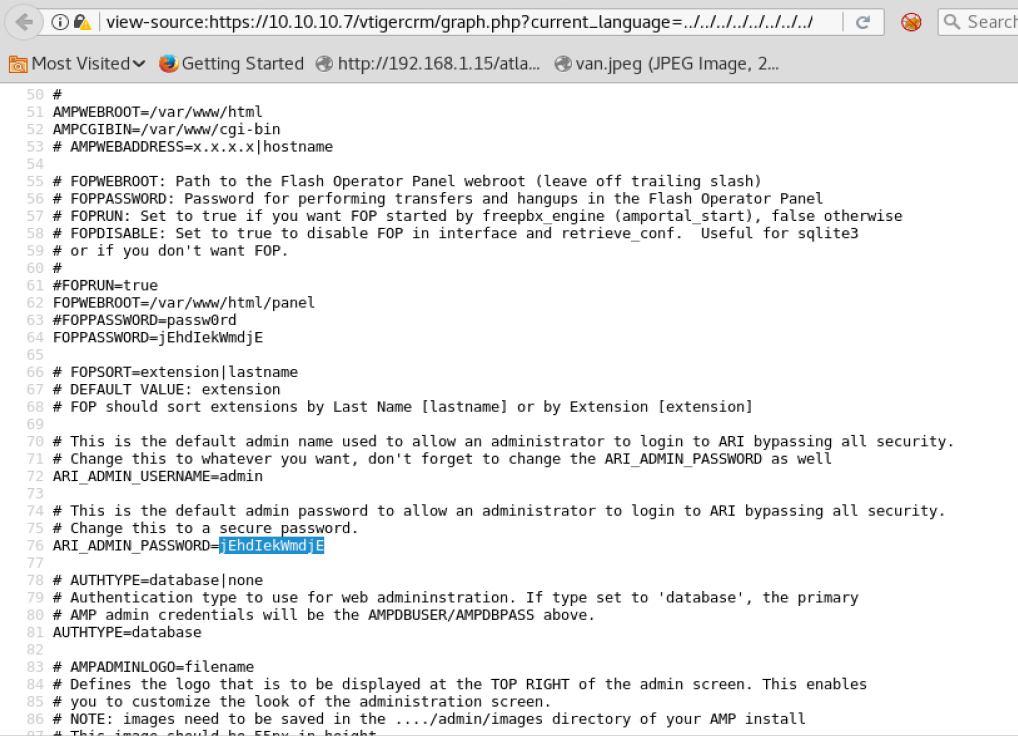 view-source:https://10.10.10.7/vtigercrm/graph.php?current_language=../../../../../../../../
Search
Most Visited Getting Started http://192.168.1.15/atla... van.jpeg (JPEG Image, 2...
50 #
51 AMPWEBROOT=/var/www/html
52 AMPCGIBIN=/var/www/cgi-bin
53 # AMPWEBADDRESS=x.x.x.x|hostname
54
55 # FOPWEBROOT: Path to the Flash Operator Panel webroot (leave off trailing slash)
56 # FOPPASSWORD: Password for performing transfers and hangups in the Flash Operator Panel
57 # FOPRUN: Set to true if you want FOP started by freepbx_engine (amportal_start), false otherwise
58 # FOPDISABLE: Set to true to disable FOP in interface and retrieve_conf.  Useful for sqlite3
59 # or if you don't want FOP.
60 #
61 #FOPRUN=true
62 FOPWEBROOT=/var/www/html/panel
63 #FOPPASSWORD=passw0rd
64 FOPPASSWORD=jEhdIekWmdjE
65
66 # FOPSORT=extension|lastname
67 # DEFAULT VALUE: extension
68 # FOP should sort extensions by Last Name [lastname] or by Extension [extension]
69
70 # This is the default admin name used to allow an administrator to login to ARI bypassing all security.
71 # Change this to whatever you want, don't forget to change the ARI_ADMIN_PASSWORD as well
72 ARI_ADMIN_USERNAME=admin
73
74 # This is the default admin password to allow an administrator to login to ARI bypassing all security.
75 # Change this to a secure password.
76 ARI_ADMIN_PASSWORD=jEhdIekWmdjE
77
78 # AUTHTYPE=database|none
79 # Authentication type to use for web admininstration. If type set to 'database', the primary
80 # AMP admin credentials will be the AMPDBUSER/AMPDBPASS above.
81 AUTHTYPE=database
82
83 # AMPADMINLOGO=filename
84 # Defines the logo that is to be displayed at the TOP RIGHT of the admin screen. This enables
85 # you to customize the look of the administration screen.
86 # NOTE: images need to be saved in the ..../admin/images directory of your AMP install
87 # This image should be 55px in height